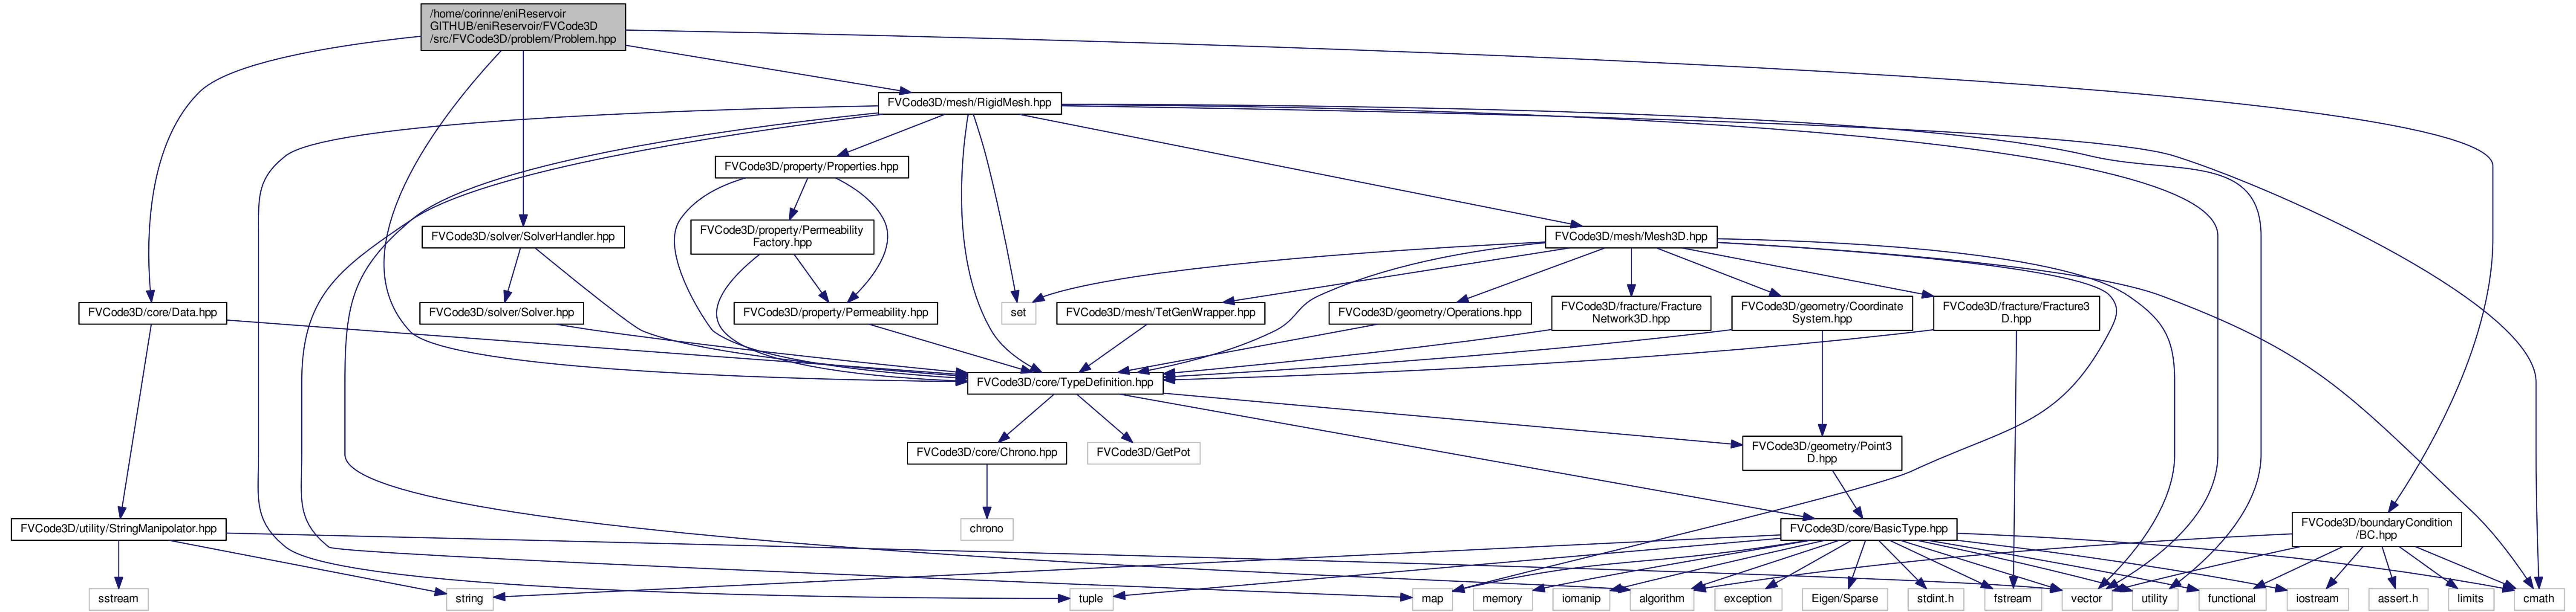 /home/corinne/eniReservoir
GITHUB/eniReservoir/FVCode3D
/src/FVCode3D/problem/Problem.hpp
FVCode3D/mesh/RigidMesh.hpp
FVCode3D/property/Properties.hpp
FVCode3D/solver/SolverHandler.hpp
FVCode3D/property/Permeability
Factory.hpp
FVCode3D/mesh/Mesh3D.hpp
FVCode3D/core/Data.hpp
FVCode3D/solver/Solver.hpp
FVCode3D/property/Permeability.hpp
set
FVCode3D/mesh/TetGenWrapper.hpp
FVCode3D/geometry/Operations.hpp
FVCode3D/fracture/Fracture
Network3D.hpp
FVCode3D/geometry/Coordinate
System.hpp
FVCode3D/fracture/Fracture3
D.hpp
FVCode3D/core/TypeDefinition.hpp
FVCode3D/core/Chrono.hpp
FVCode3D/GetPot
FVCode3D/geometry/Point3
D.hpp
FVCode3D/utility/StringManipolator.hpp
chrono
FVCode3D/core/BasicType.hpp
FVCode3D/boundaryCondition
/BC.hpp
sstream
string
tuple
map
memory
iomanip
algorithm
exception
Eigen/Sparse
stdint.h
fstream
vector
utility
functional
iostream
assert.h
limits
cmath